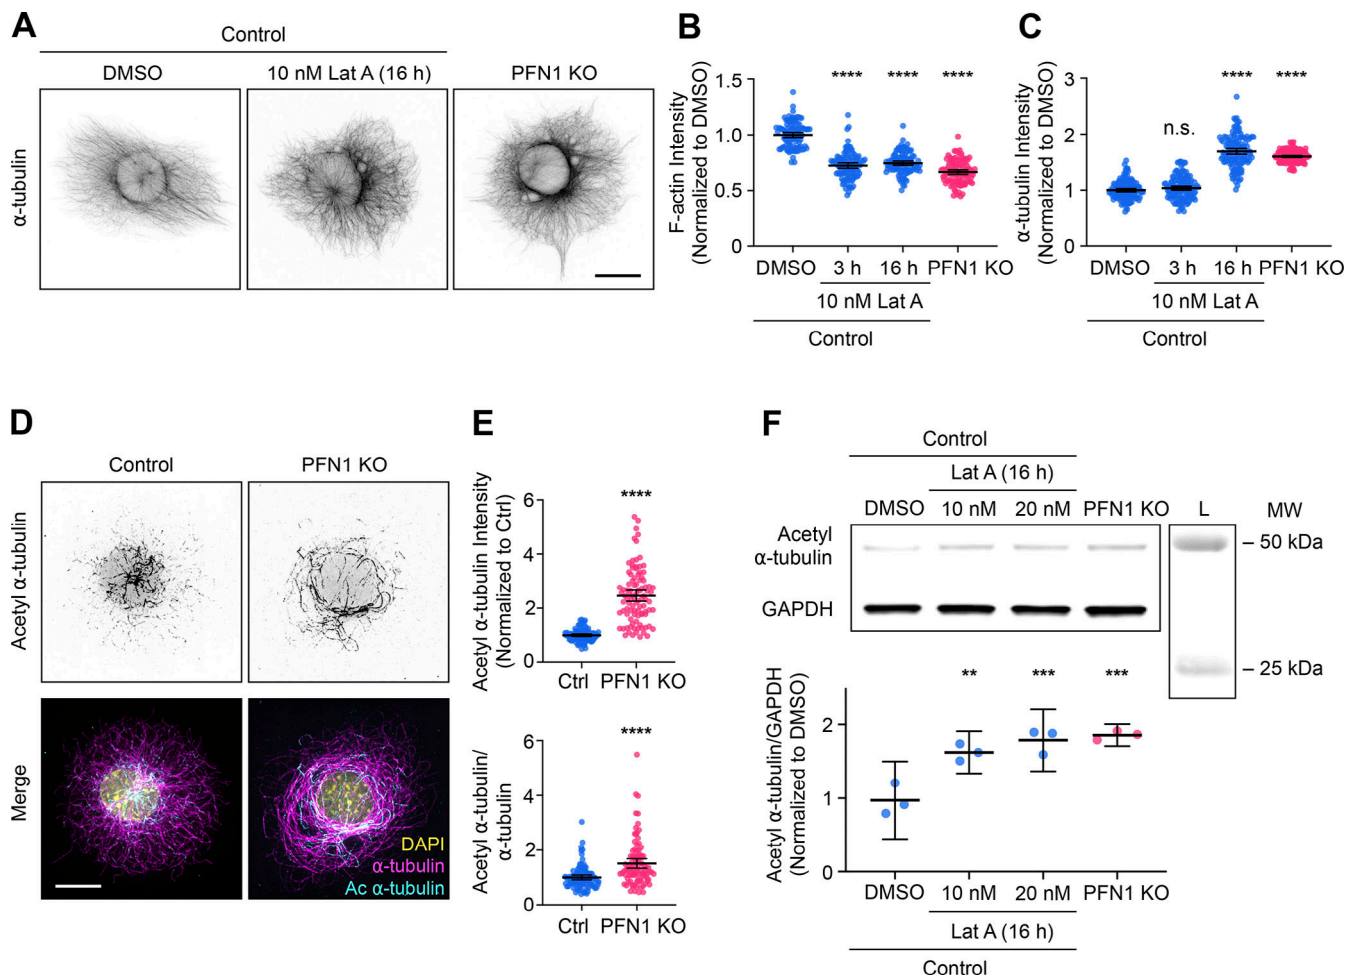 A
Control
DMSO
10 nM Lat A (16 h)
PFN1 KO
α-tubulin
B
F-actin Intensity
(Normalized to DMSO)
1.5
1.0
0.5
0
****
****
****
DMSO
3 h
16 h
PFN1 KO
10 nM Lat A
Control
C
α-tubulin Intensity
(Normalized to DMSO)
3
2
1
0
n.s.
****
****
DMSO
3 h
16 h
PFN1 KO
10 nM Lat A
Control
D
Control
PFN1 KO
Acetyl α-tubulin
Merge
DAPI
α-tubulin
Ac α-tubulin
E
Acetyl α-tubulin Intensity
(Normalized to Ctrl)
6
4
2
0
****
Ctrl
PFN1 KO
Acetyl α-tubulin/
α-tubulin
6
4
2
0
****
Ctrl
PFN1 KO
F
Control
Lat A (16 h)
DMSO
10 nM
20 nM
PFN1 KO
L
MW
Acetyl
α-tubulin
GAPDH
– 50 kDa
– 25 kDa
Acetyl α-tubulin/GAPDH
(Normalized to DMSO)
2
1
0
**
***
***
DMSO
10 nM
20 nM
PFN1 KO
Lat A (16 h)
Control